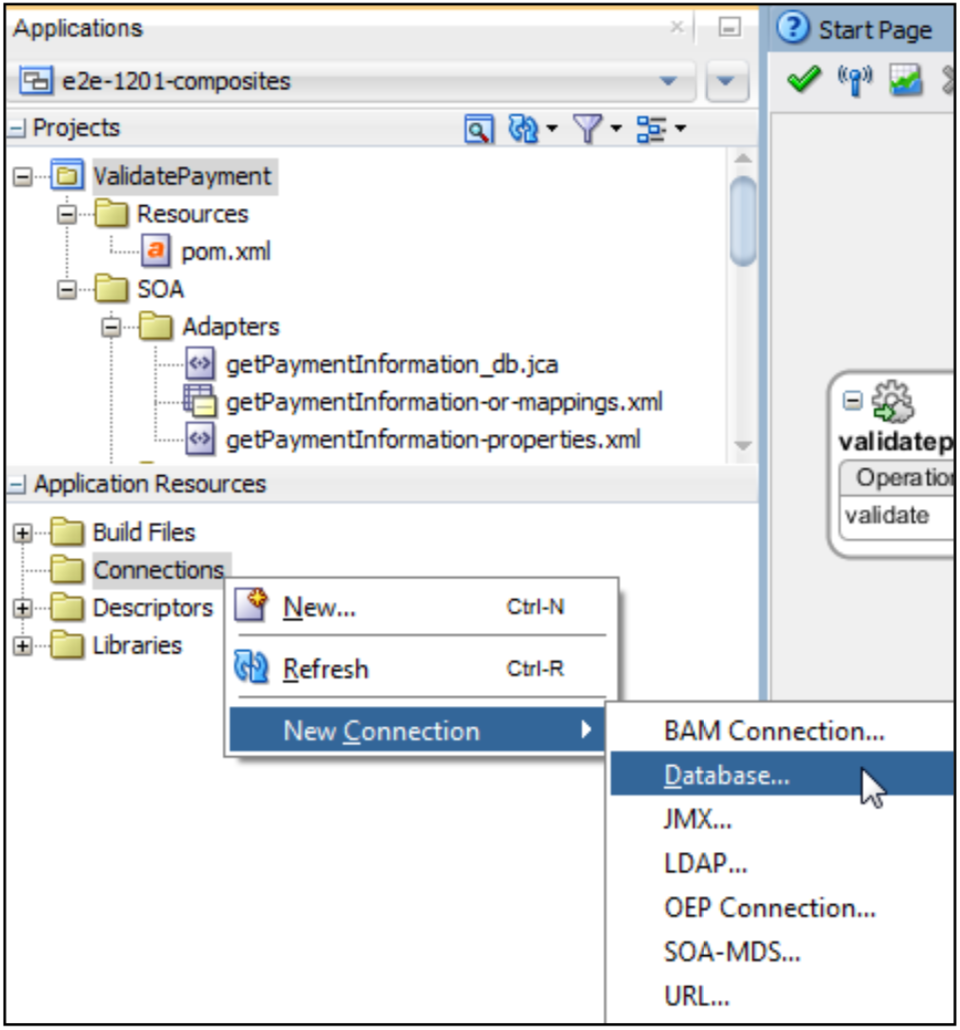 Applications
Start Page
e2e-1201-composites
Projects
ValidatePayment
Resources
pom.xml
SOA
Adapters
getPaymentInformation_db.jca
getPaymentInformation-or-mappings.xml
getPaymentInformation-properties.xml
validatep
Operation
validate
Application Resources
Build Files
Connections
Descriptors
Libraries
New... Ctrl-N
Refresh Ctrl-R
New Connection
BAM Connection...
Database...
JMX...
LDAP...
OEP Connection...
SOA-MDS...
URL...